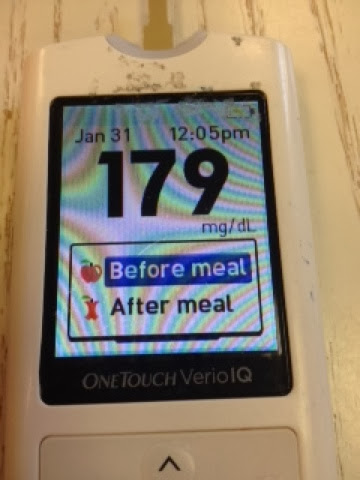 Jan 31 12:05pm
179
mg/dL
Before meal
After meal
ONETOUCH VerioIQ